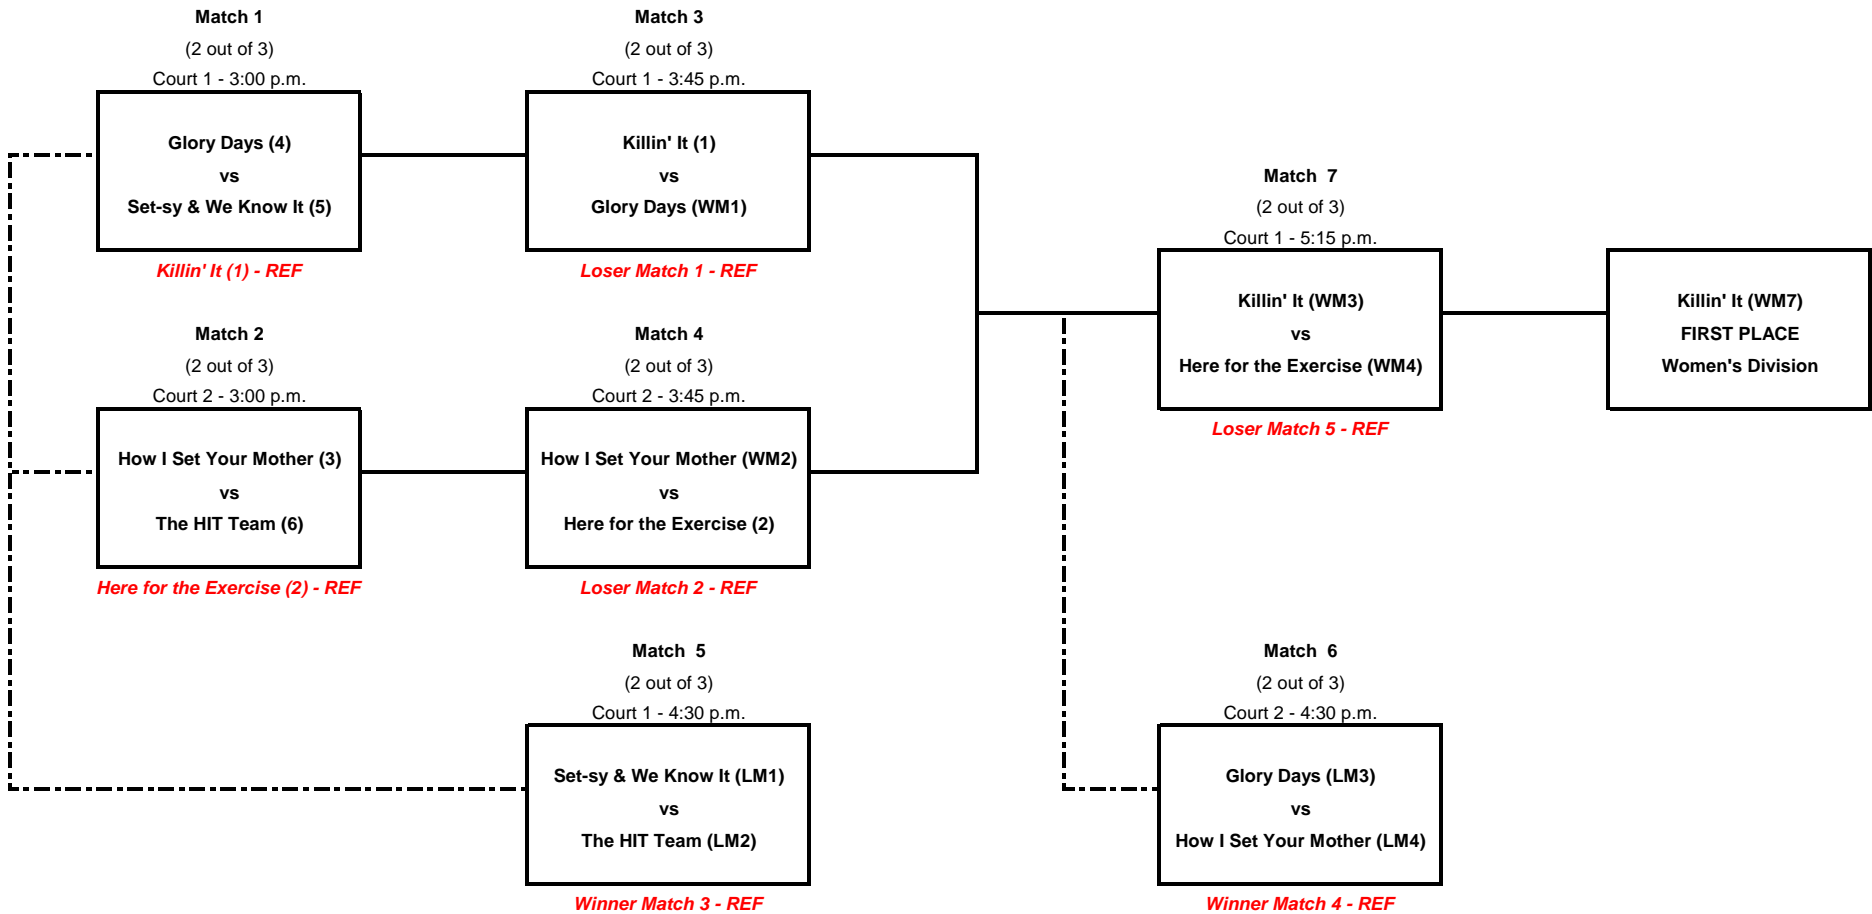 Match 1
(2 out of 3)
Court 1 - 3:00 p.m.
Glory Days (4)
vs
Set-sy & We Know It (5)
Killin' It (1) - REF
Match 3
(2 out of 3)
Court 1 - 3:45 p.m.
Killin' It (1)
vs
Glory Days (WM1)
Loser Match 1 - REF
Match 2
(2 out of 3)
Court 2 - 3:00 p.m.
How I Set Your Mother (3)
vs
The HIT Team (6)
Here for the Exercise (2) - REF
Match 4
(2 out of 3)
Court 2 - 3:45 p.m.
How I Set Your Mother (WM2)
vs
Here for the Exercise (2)
Loser Match 2 - REF
Match 7
(2 out of 3)
Court 1 - 5:15 p.m.
Killin' It (WM3)
vs
Here for the Exercise (WM4)
Loser Match 5 - REF
Killin' It (WM7)
FIRST PLACE
Women's Division
Match 5
(2 out of 3)
Court 1 - 4:30 p.m.
Set-sy & We Know It (LM1)
vs
The HIT Team (LM2)
Winner Match 3 - REF
Match 6
(2 out of 3)
Court 2 - 4:30 p.m.
Glory Days (LM3)
vs
How I Set Your Mother (LM4)
Winner Match 4 - REF